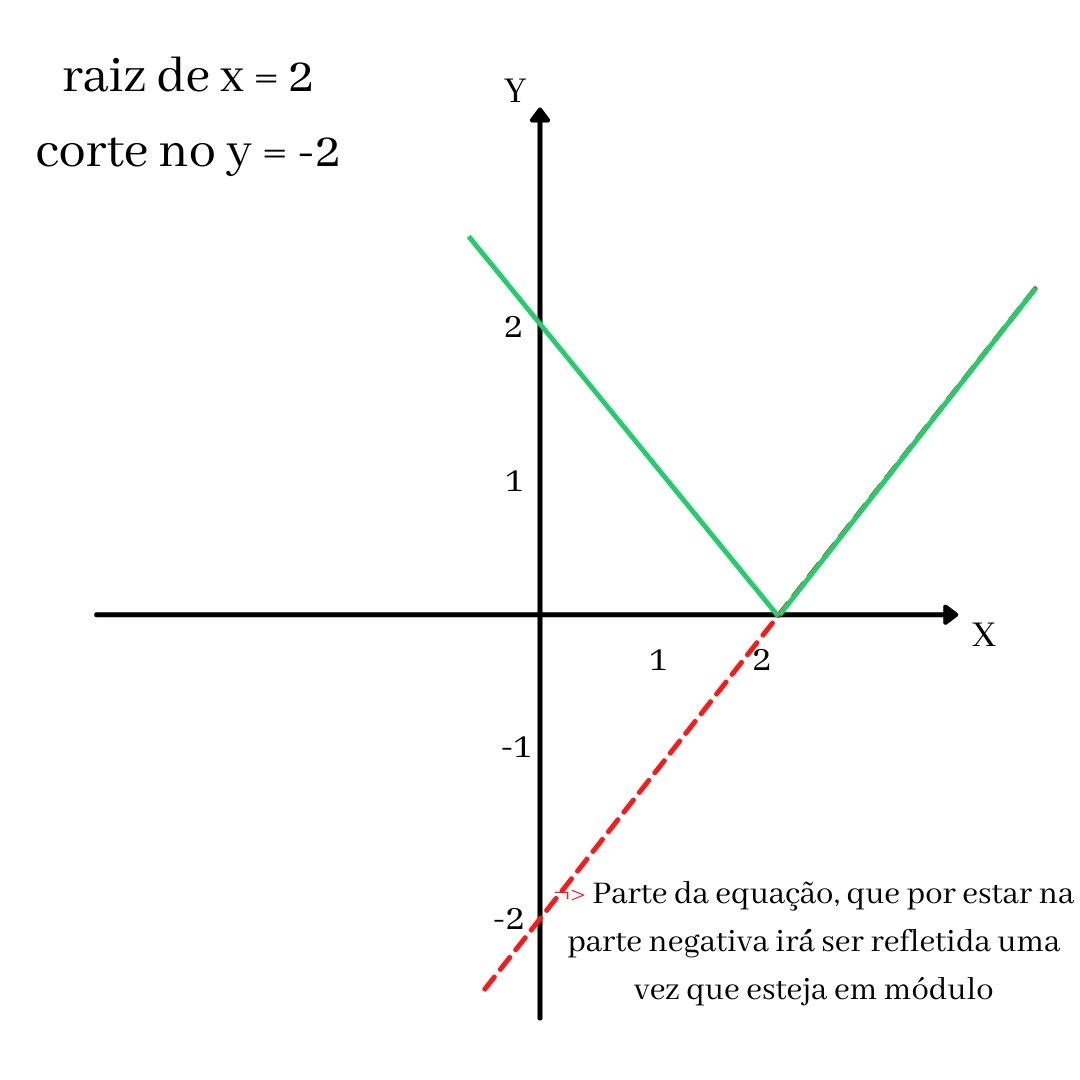 raiz de x = 2
corte no y = -2
Y
2
1
X
1
2
-1
-2
¬> Parte da equação, que por estar na
parte negativa irá ser refletida uma
vez que esteja em módulo